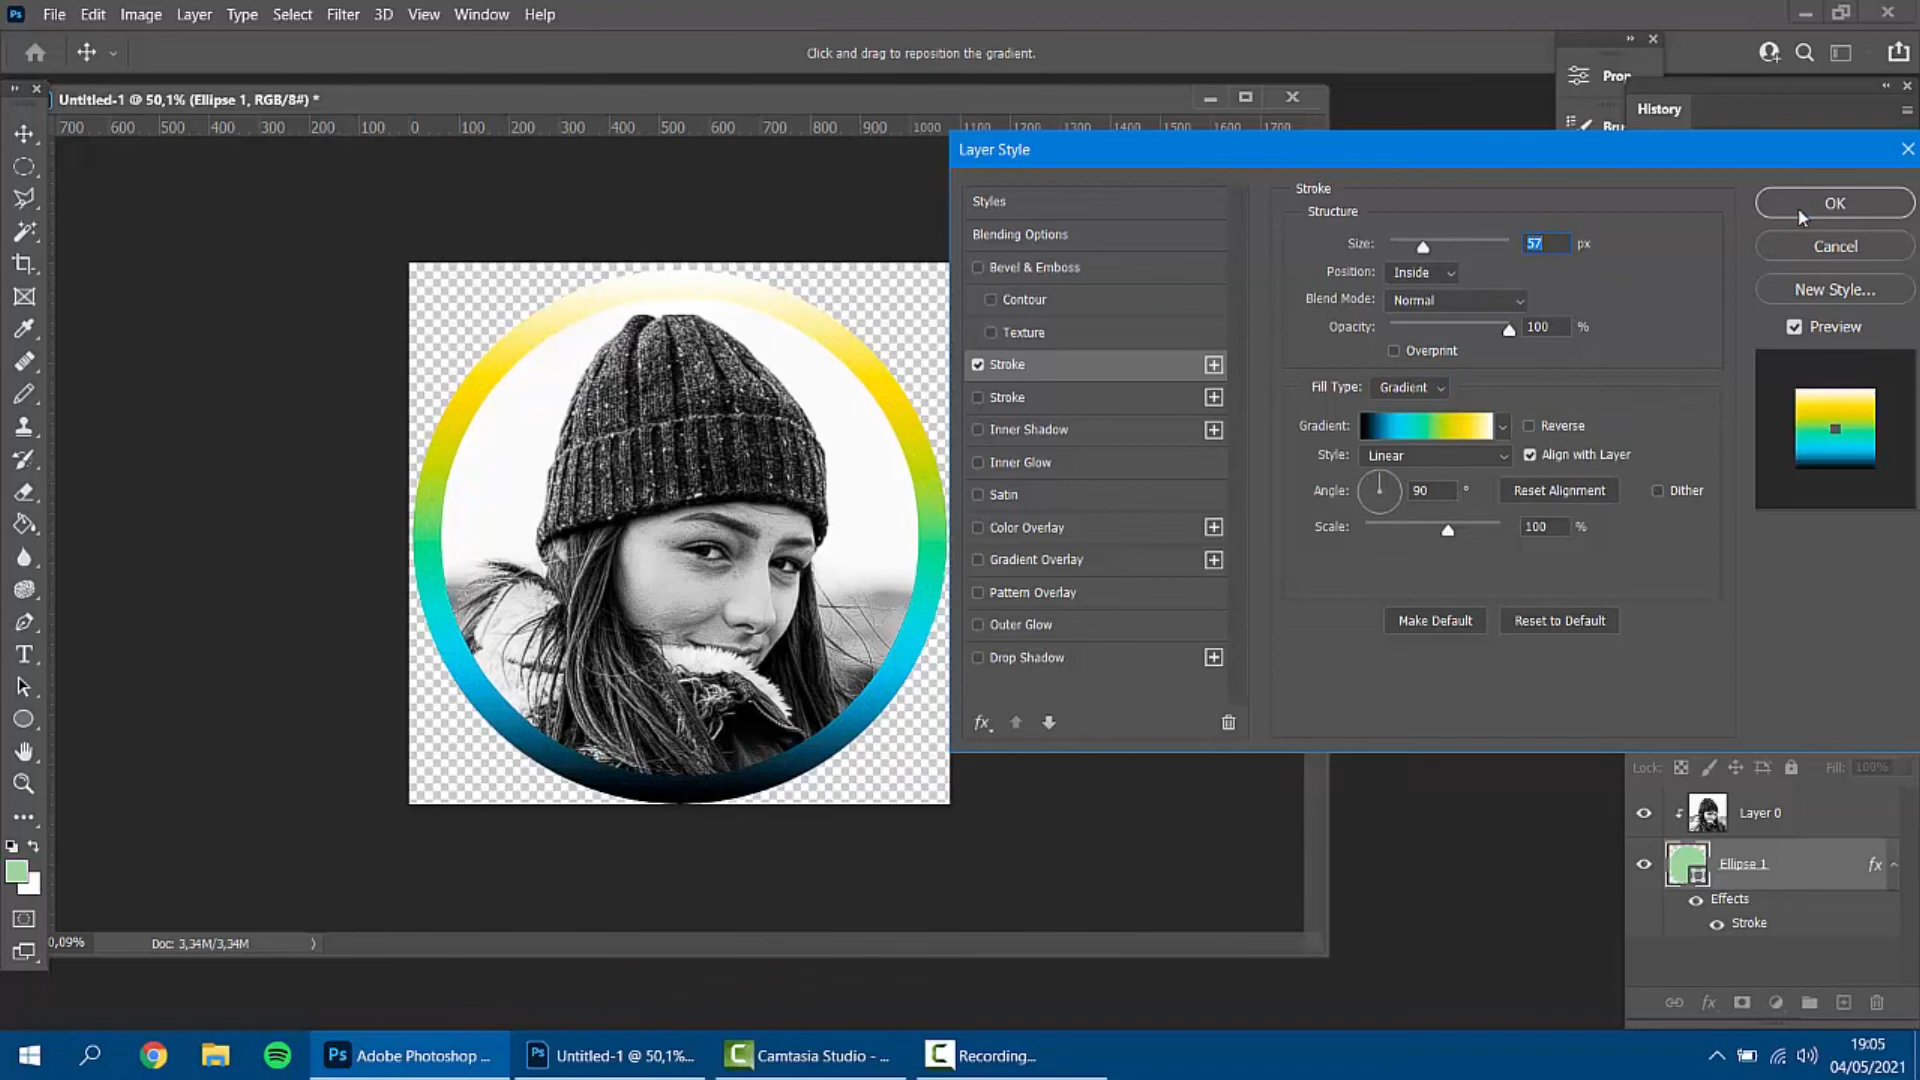 Ps File Edit Image Layer Type Select Filter 3D View Window Help
Click and drag to reposition the gradient.
Untitled-1 @ 50,1% (Ellipse 1, RGB/8#) *
700 600 500 400 300 200 100 0 100 200 300 400 500 600 700 800 900 1000 1100 1200 1300 1400 1500 1600 1700
History
Layer Style
Styles
Blending Options
Bevel & Emboss
Contour
Texture
Stroke
Stroke
Inner Shadow
Inner Glow
Satin
Color Overlay
Gradient Overlay
Pattern Overlay
Outer Glow
Drop Shadow
fx
Stroke
Structure
Size: 57 px
Position: Inside
Blend Mode: Normal
Opacity: 100 %
Overprint
Fill Type: Gradient
Gradient: Reverse
Style: Linear Align with Layer
Angle: 90 ° Reset Alignment Dither
Scale: 100 %
Make Default Reset to Default
OK
Cancel
New Style...
Preview
Lock: Fill: 100%
Layer 0
Ellipse 1 fx
Effects
Stroke
fx
0,09% Doc: 3,34M/3,34M
Ps Adobe Photoshop ... Ps Untitled-1 @ 50,1%... C Camtasia Studio - ... C Recording...
19:05
04/05/2021